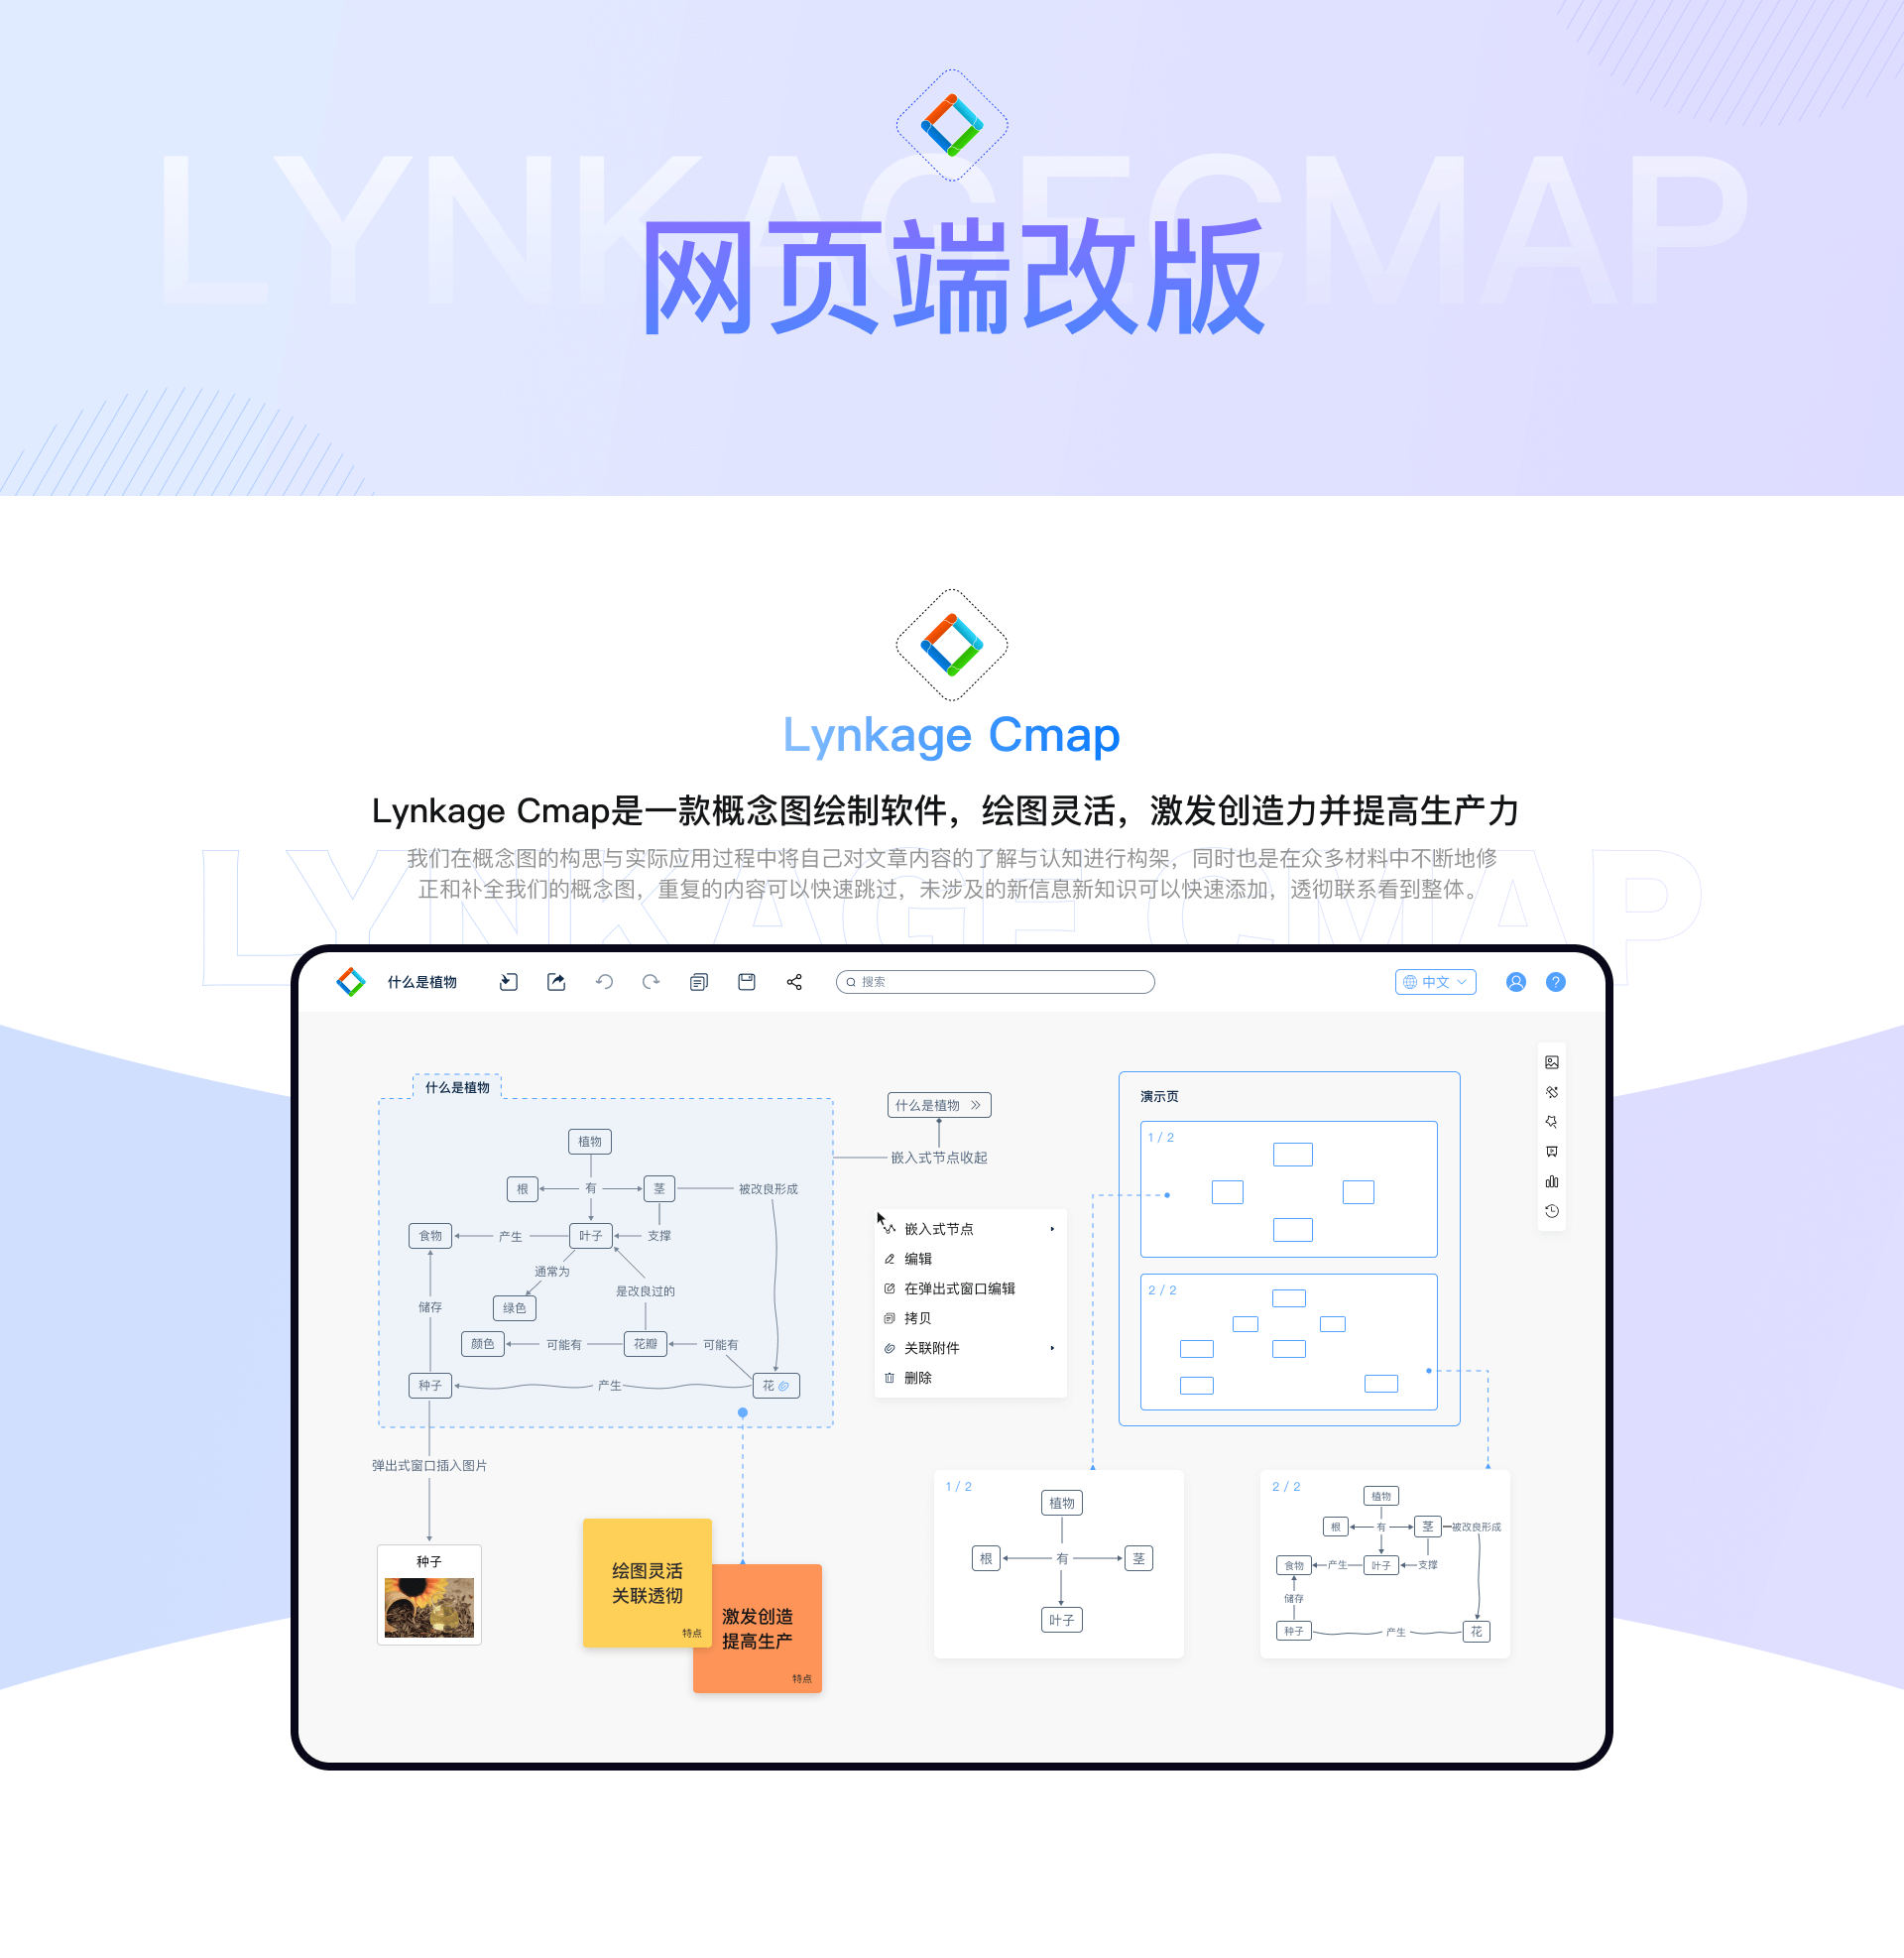 LYNKAGECMAP
网页端改版
Lynkage Cmap
Lynkage Cmap是一款概念图绘制软件，绘图灵活，激发创造力并提高生产力
LYNKAGE CMAP
我们在概念图的构思与实际应用过程中将自己对文章内容的了解与认知进行构架，同时也是在众多材料中不断地修
正和补全我们的概念图，重复的内容可以快速跳过，未涉及的新信息新知识可以快速添加，透彻联系看到整体。
什么是植物
搜索
中文
什么是植物
植物
根
有
茎
被改良形成
食物
产生
叶子
支撑
通常为
是改良过的
储存
绿色
颜色
可能有
花瓣
可能有
种子
产生
花
弹出式窗口插入图片
种子
绘图灵活
关联透彻
特点
激发创造
提高生产
特点
什么是植物
嵌入式节点收起
嵌入式节点
编辑
在弹出式窗口编辑
拷贝
关联附件
删除
演示页
1 / 2
2 / 2
1 / 2
植物
根
有
茎
叶子
2 / 2
植物
根
有
茎
被改良形成
食物
产生
叶子
支撑
储存
种子
产生
花